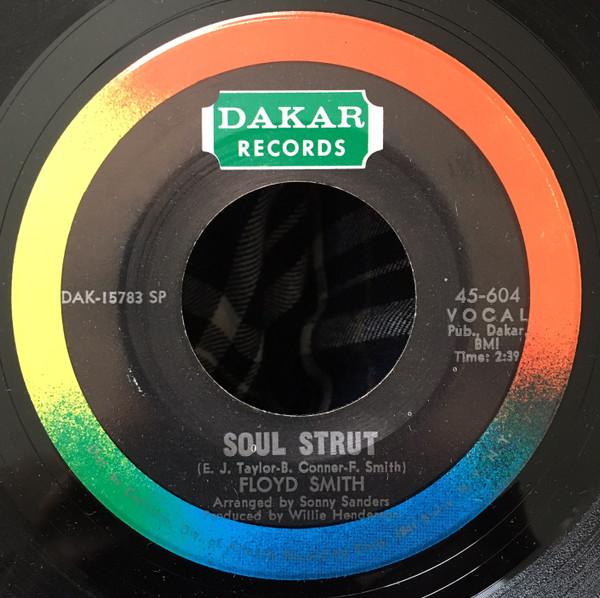 DAKAR
RECORDS
DAK-15783 SP
45-604
VOCAL
Pub., Dakar
BMI
Time: 2:39
SOUL STRUT
(E. J. Taylor-B. Conner-F. Smith)
FLOYD SMITH
Arranged by Sonny Sanders
Produced by Willie Henderson